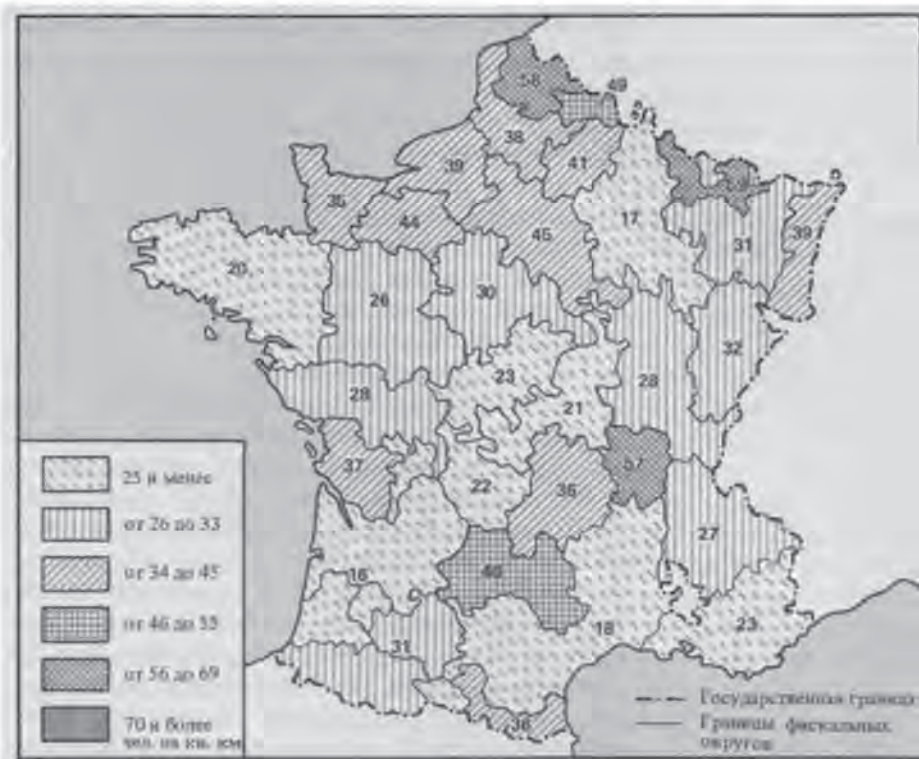 58
49
38
39
41
35
44
45
17
31
39
20
26
30
32
23
28
28
21
37
57
22
36
27
16
18
23
31
36
25 и менее
от 26 до 33
от 34 до 45
от 46 до 55
от 56 до 69
70 и более
чел. на кв. км
Государственная граница
Границы фискальных
округов